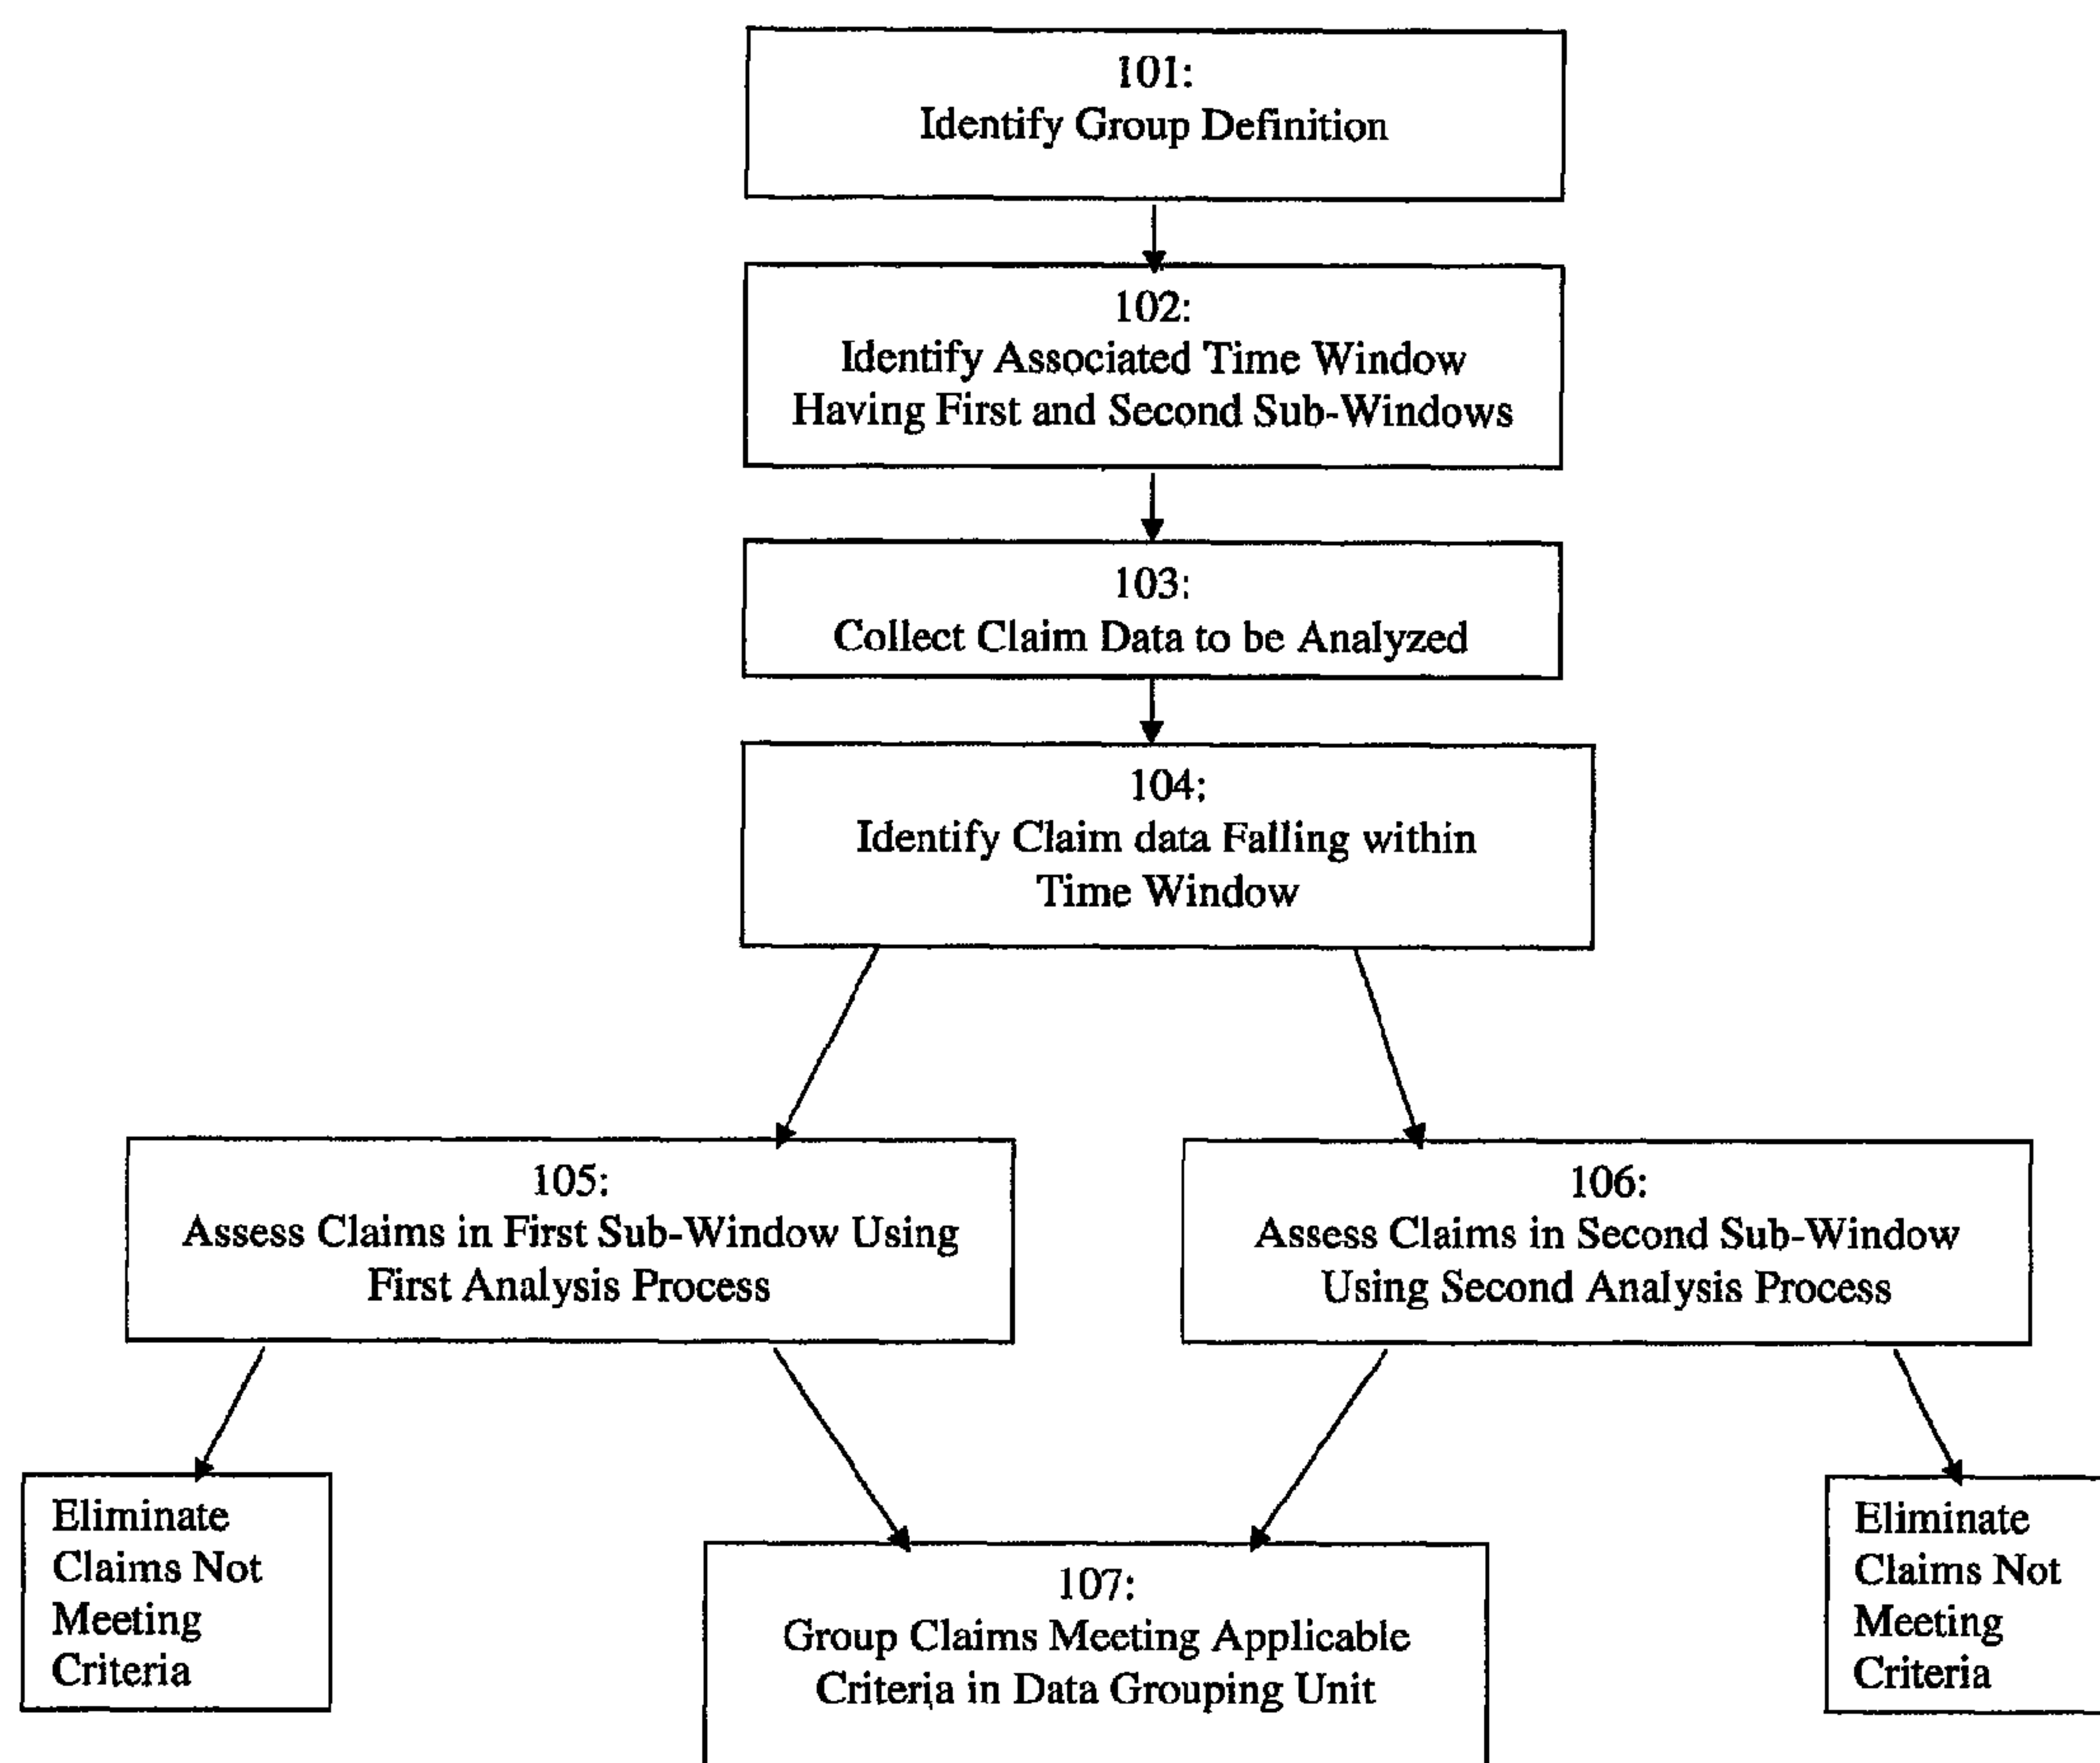 101:
Identify Group Definition
102:
Identify Associated Time Window
Having First and Second Sub-Windows
103:
Collect Claim Data to be Analyzed
104:
Identify Claim data Falling within
Time Window
105:
Assess Claims in First Sub-Window Using
First Analysis Process
106:
Assess Claims in Second Sub-Window
Using Second Analysis Process
Eliminate
Claims Not
Meeting
Criteria
107:
Group Claims Meeting Applicable
Criteria in Data Grouping Unit
Eliminate
Claims Not
Meeting
Criteria